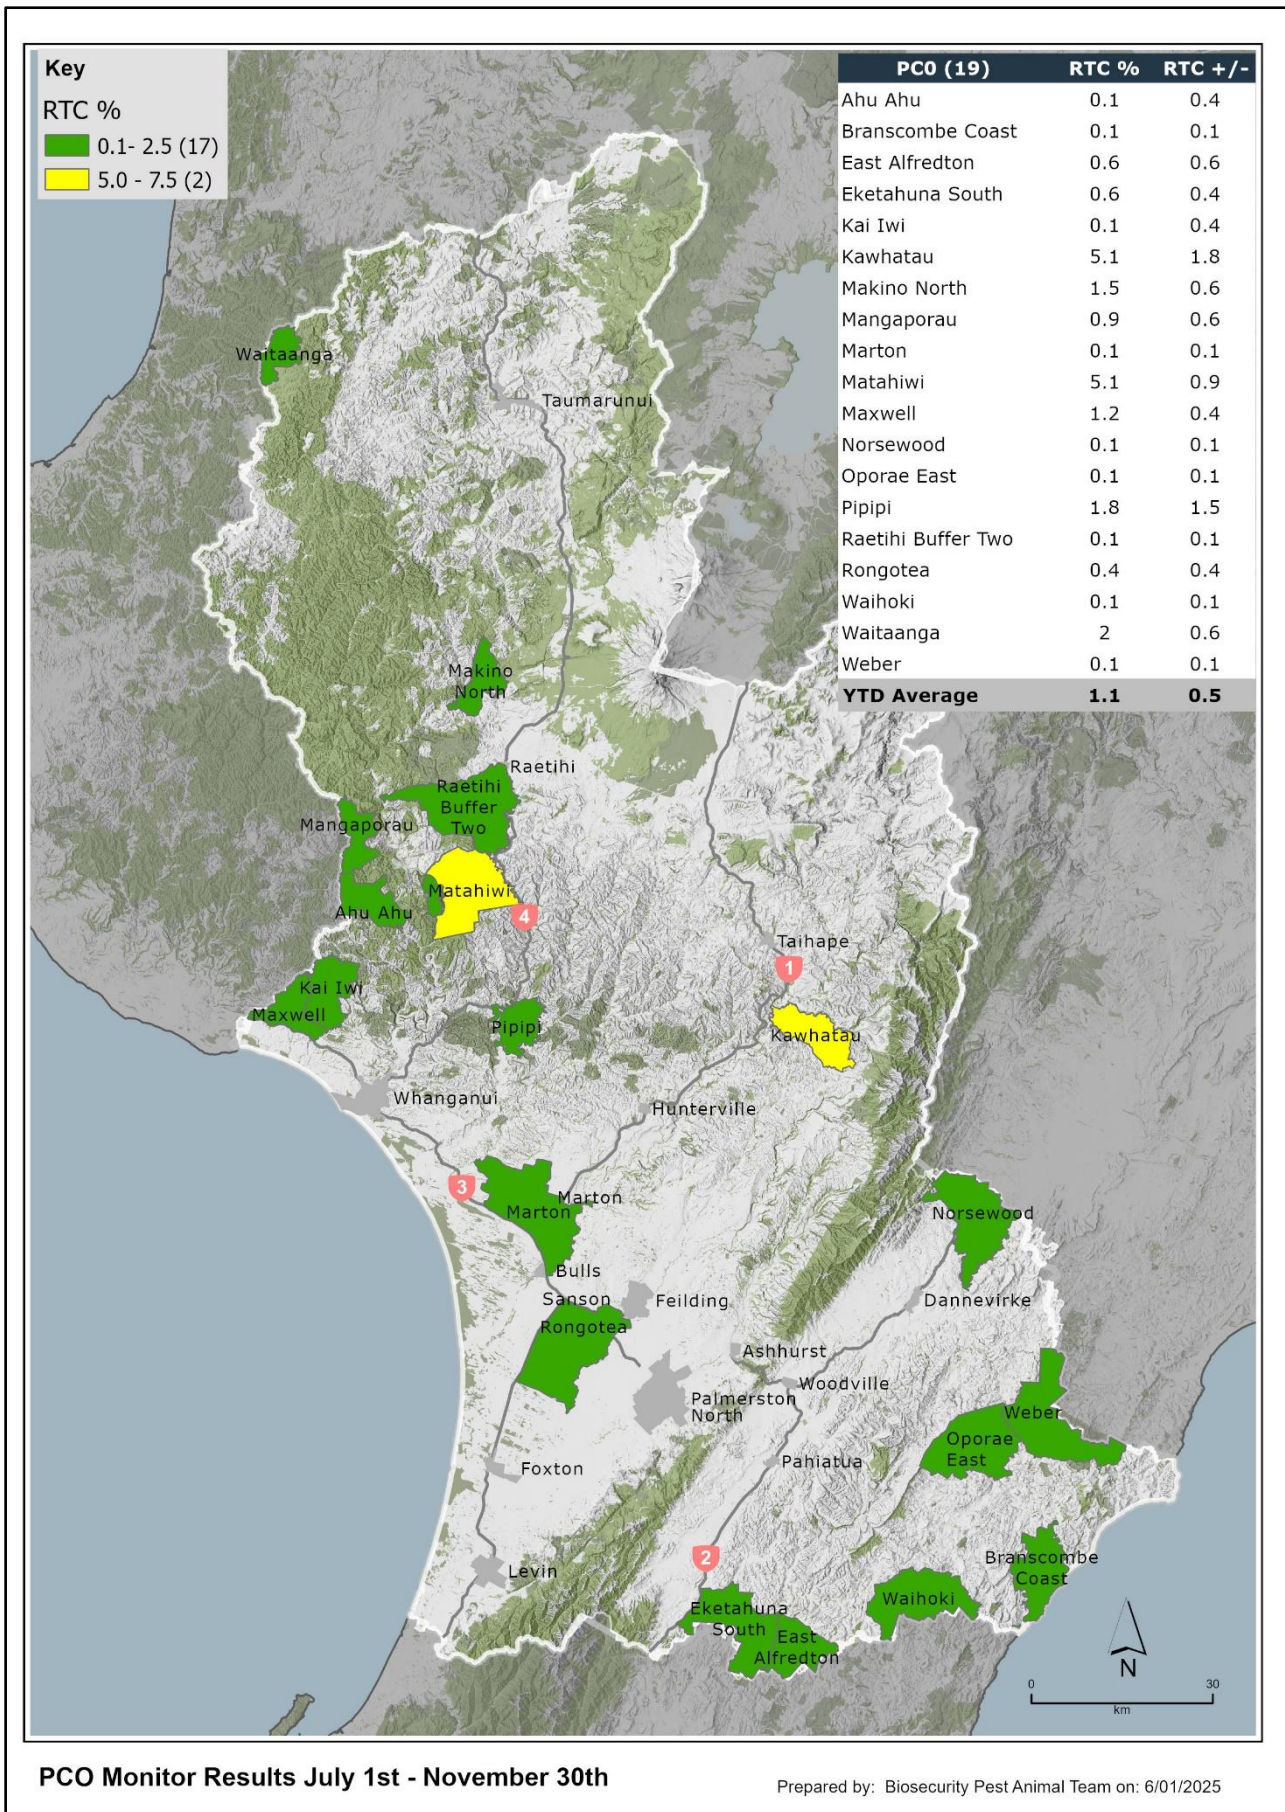 Key
RTC %
0.1- 2.5 (17)
5.0 - 7.5 (2)
PC0 (19) RTC % RTC +/-
Ahu Ahu 0.1 0.4
Branscombe Coast 0.1 0.1
East Alfredton 0.6 0.6
Eketahuna South 0.6 0.4
Kai Iwi 0.1 0.4
Kawhatau 5.1 1.8
Makino North 1.5 0.6
Mangaporau 0.9 0.6
Marton 0.1 0.1
Matahiwi 5.1 0.9
Maxwell 1.2 0.4
Norsewood 0.1 0.1
Oporae East 0.1 0.1
Pipipi 1.8 1.5
Raetihi Buffer Two 0.1 0.1
Rongotea 0.4 0.4
Waihoki 0.1 0.1
Waitaanga 2 0.6
Weber 0.1 0.1
YTD Average 1.1 0.5
Waitaanga
Taumarunui
Makino
North
Raetihi
Raetihi
Buffer
Two
Mangaporau
Matahiwi
Ahu Ahu
4
Taihape
1
Kai Iwi
Maxwell
Pipipi
Kawhatau
Whanganui
Hunterville
3
Marton
Marton
Norsewood
Bulls
Sanson
Feilding
Dannevirke
Rongotea
Ashhurst
Woodville
Palmerston
North
Weber
Oporae
East
Pahiatua
Foxton
2
Levin
Branscombe
Coast
Waihoki
Eketahuna
South
East
Alfredton
N
0 30
km
PCO Monitor Results July 1st - November 30th
Prepared by: Biosecurity Pest Animal Team on: 6/01/2025